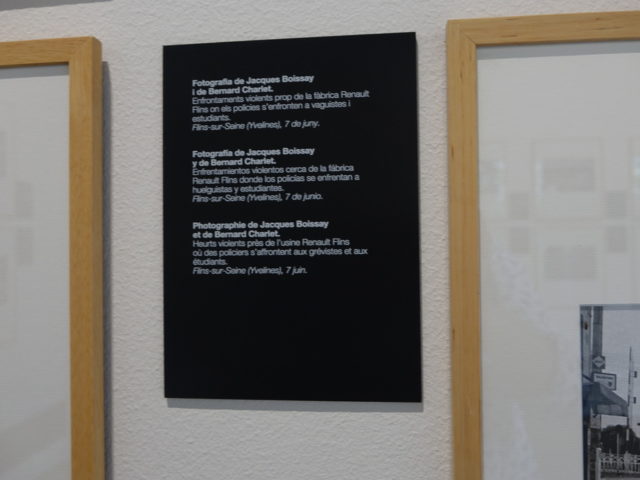 Fotografia de Jacques Boissay
i de Bernard Charlet.
Enfrontaments violents prop de la fàbrica Renault
Flins on els policies s'enfronten a vaguistes i
estudiants.
Flins-sur-Seine (Yvelines), 7 de juny.
Fotografía de Jacques Boissay
y de Bernard Charlet.
Enfrentamientos violentos cerca de la fàbrica
Renault Flins donde los policías se enfrentan a
huelguistas y estudiantes.
Flins-sur-Seine (Yvelines), 7 de junio.
Photographie de Jacques Boissay
et de Bernard Charlet.
Heurts violents près de l'usine Renault Flins
où des policiers s'affrontent aux grévistes et aux
étudiants.
Flins-sur-Seine (Yvelines), 7 juin.